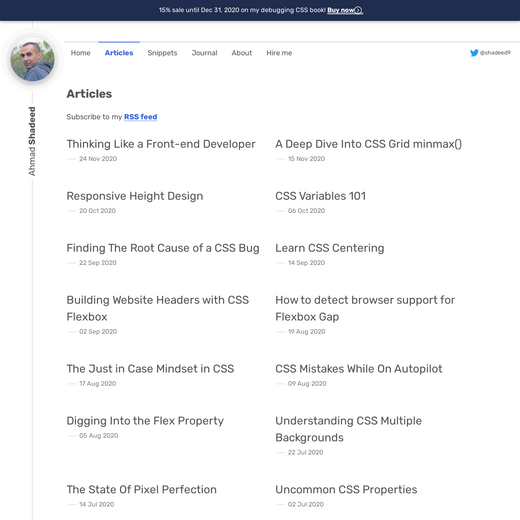 15% sale until Dec 31, 2020 on my debugging CSS book! Buy now
Home Articles Snippets Journal About Hire me @shadeed9
Ahmad Shadeed
Articles
Subscribe to my RSS feed
Thinking Like a Front-end Developer
24 Nov 2020
A Deep Dive Into CSS Grid minmax()
15 Nov 2020
Responsive Height Design
20 Oct 2020
CSS Variables 101
06 Oct 2020
Finding The Root Cause of a CSS Bug
22 Sep 2020
Learn CSS Centering
14 Sep 2020
Building Website Headers with CSS
Flexbox
02 Sep 2020
How to detect browser support for
Flexbox Gap
19 Aug 2020
The Just in Case Mindset in CSS
17 Aug 2020
CSS Mistakes While On Autopilot
09 Aug 2020
Digging Into the Flex Property
05 Aug 2020
Understanding CSS Multiple
Backgrounds
22 Jul 2020
The State Of Pixel Perfection
14 Jul 2020
Uncommon CSS Properties
02 Jul 2020